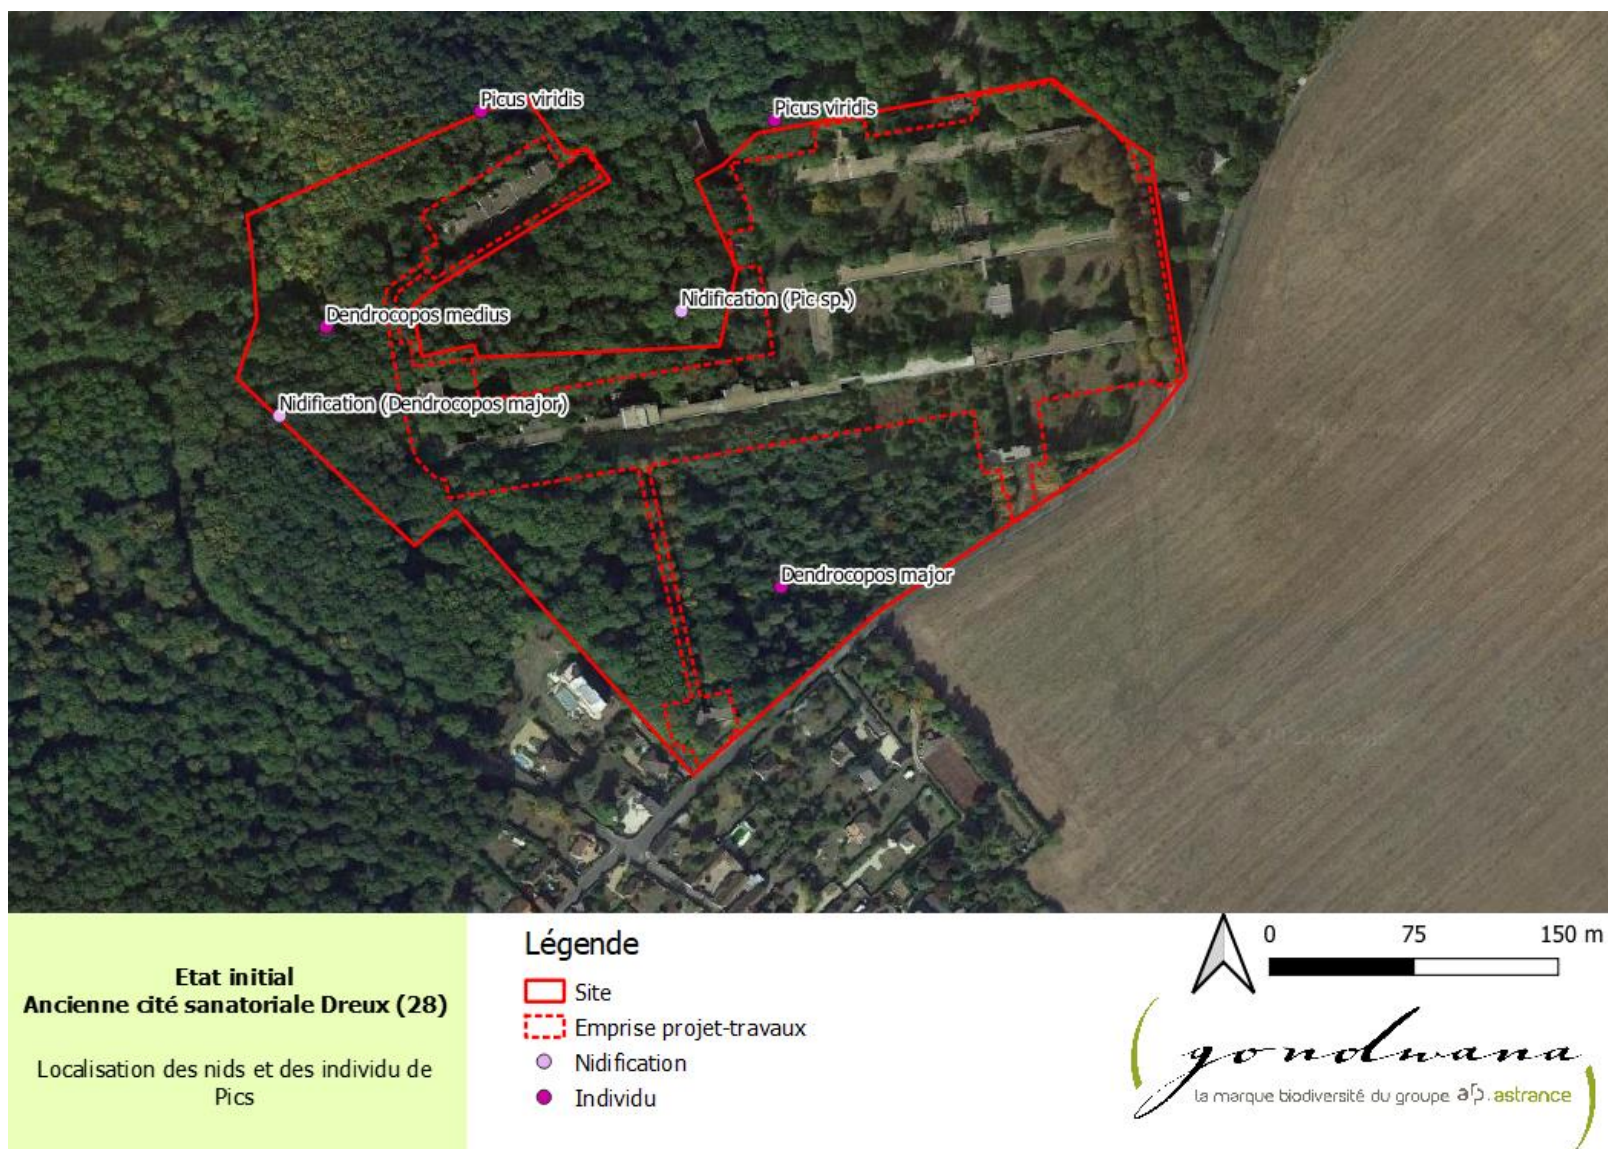 Picus viridis
Picus viridis
Nidification (Pic sp.)
Dendrocopos medius
Nidification (Dendrocopos major)
Dendrocopos major
Etat initial
Ancienne cité sanatoriale Dreux (28)
Localisation des nids et des individu de
Pics
Légende
Site
Emprise projet-travaux
Nidification
Individu
0 75 150 m
gondwana
la marque biodiversité du groupe arp.astrance